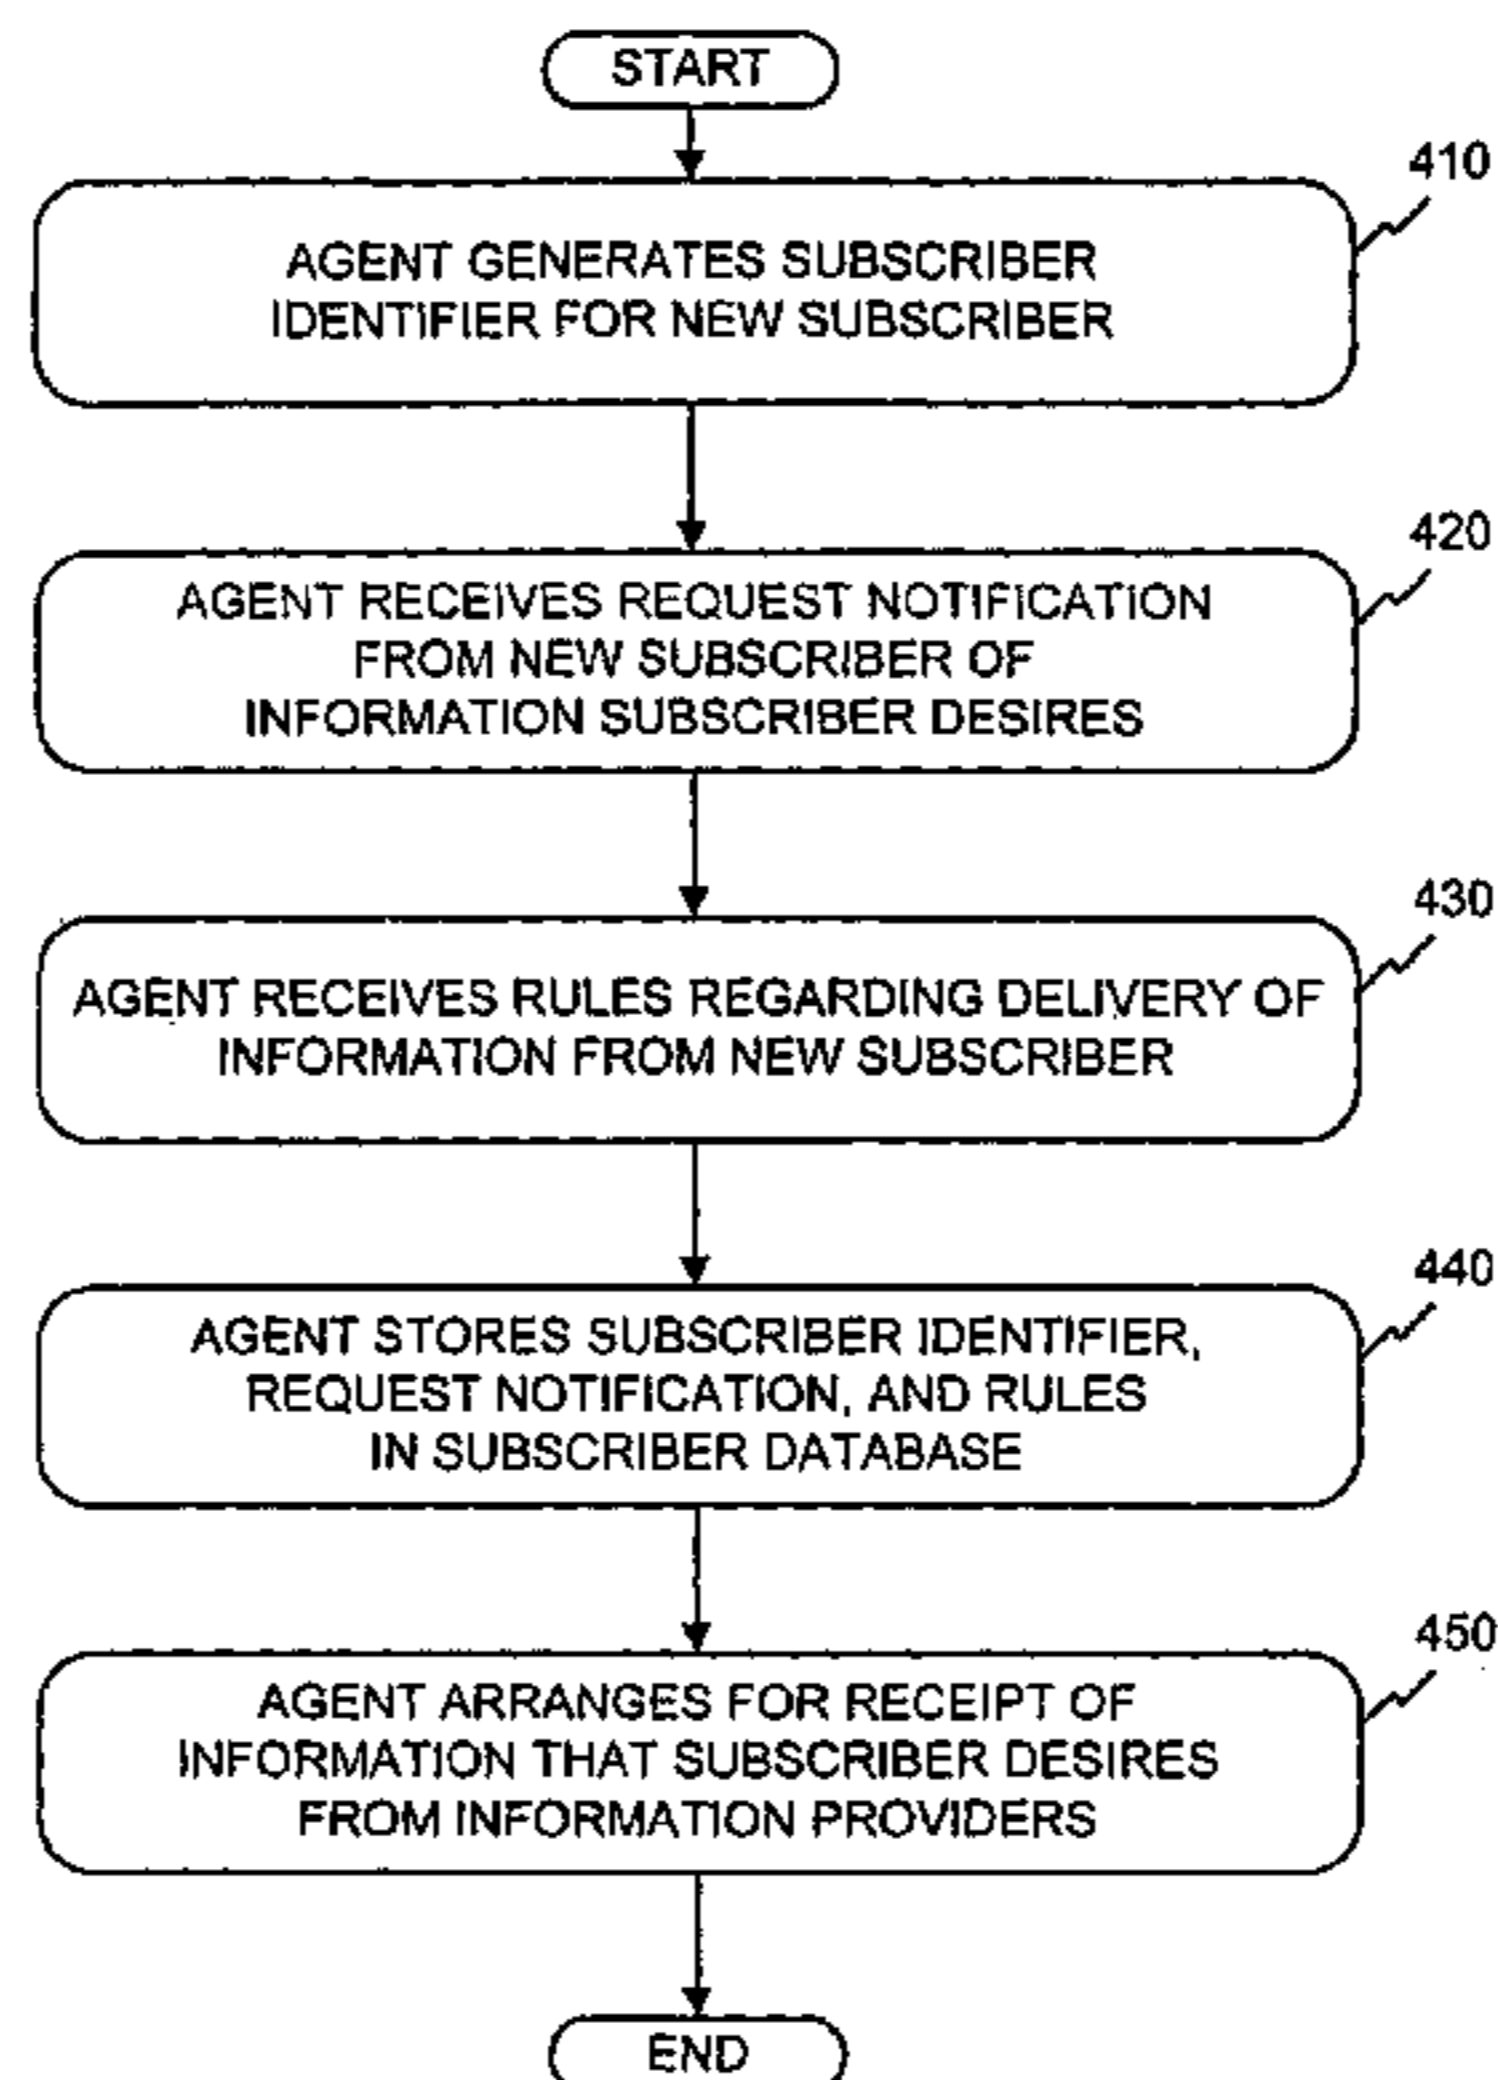 START
410
AGENT GENERATES SUBSCRIBER
IDENTIFIER FOR NEW SUBSCRIBER
420
AGENT RECEIVES REQUEST NOTIFICATION
FROM NEW SUBSCRIBER OF
INFORMATION SUBSCRIBER DESIRES
430
AGENT RECEIVES RULES REGARDING DELIVERY OF
INFORMATION FROM NEW SUBSCRIBER
440
AGENT STORES SUBSCRIBER IDENTIFIER,
REQUEST NOTIFICATION, AND RULES
IN SUBSCRIBER DATABASE
450
AGENT ARRANGES FOR RECEIPT OF
INFORMATION THAT SUBSCRIBER DESIRES
FROM INFORMATION PROVIDERS
END